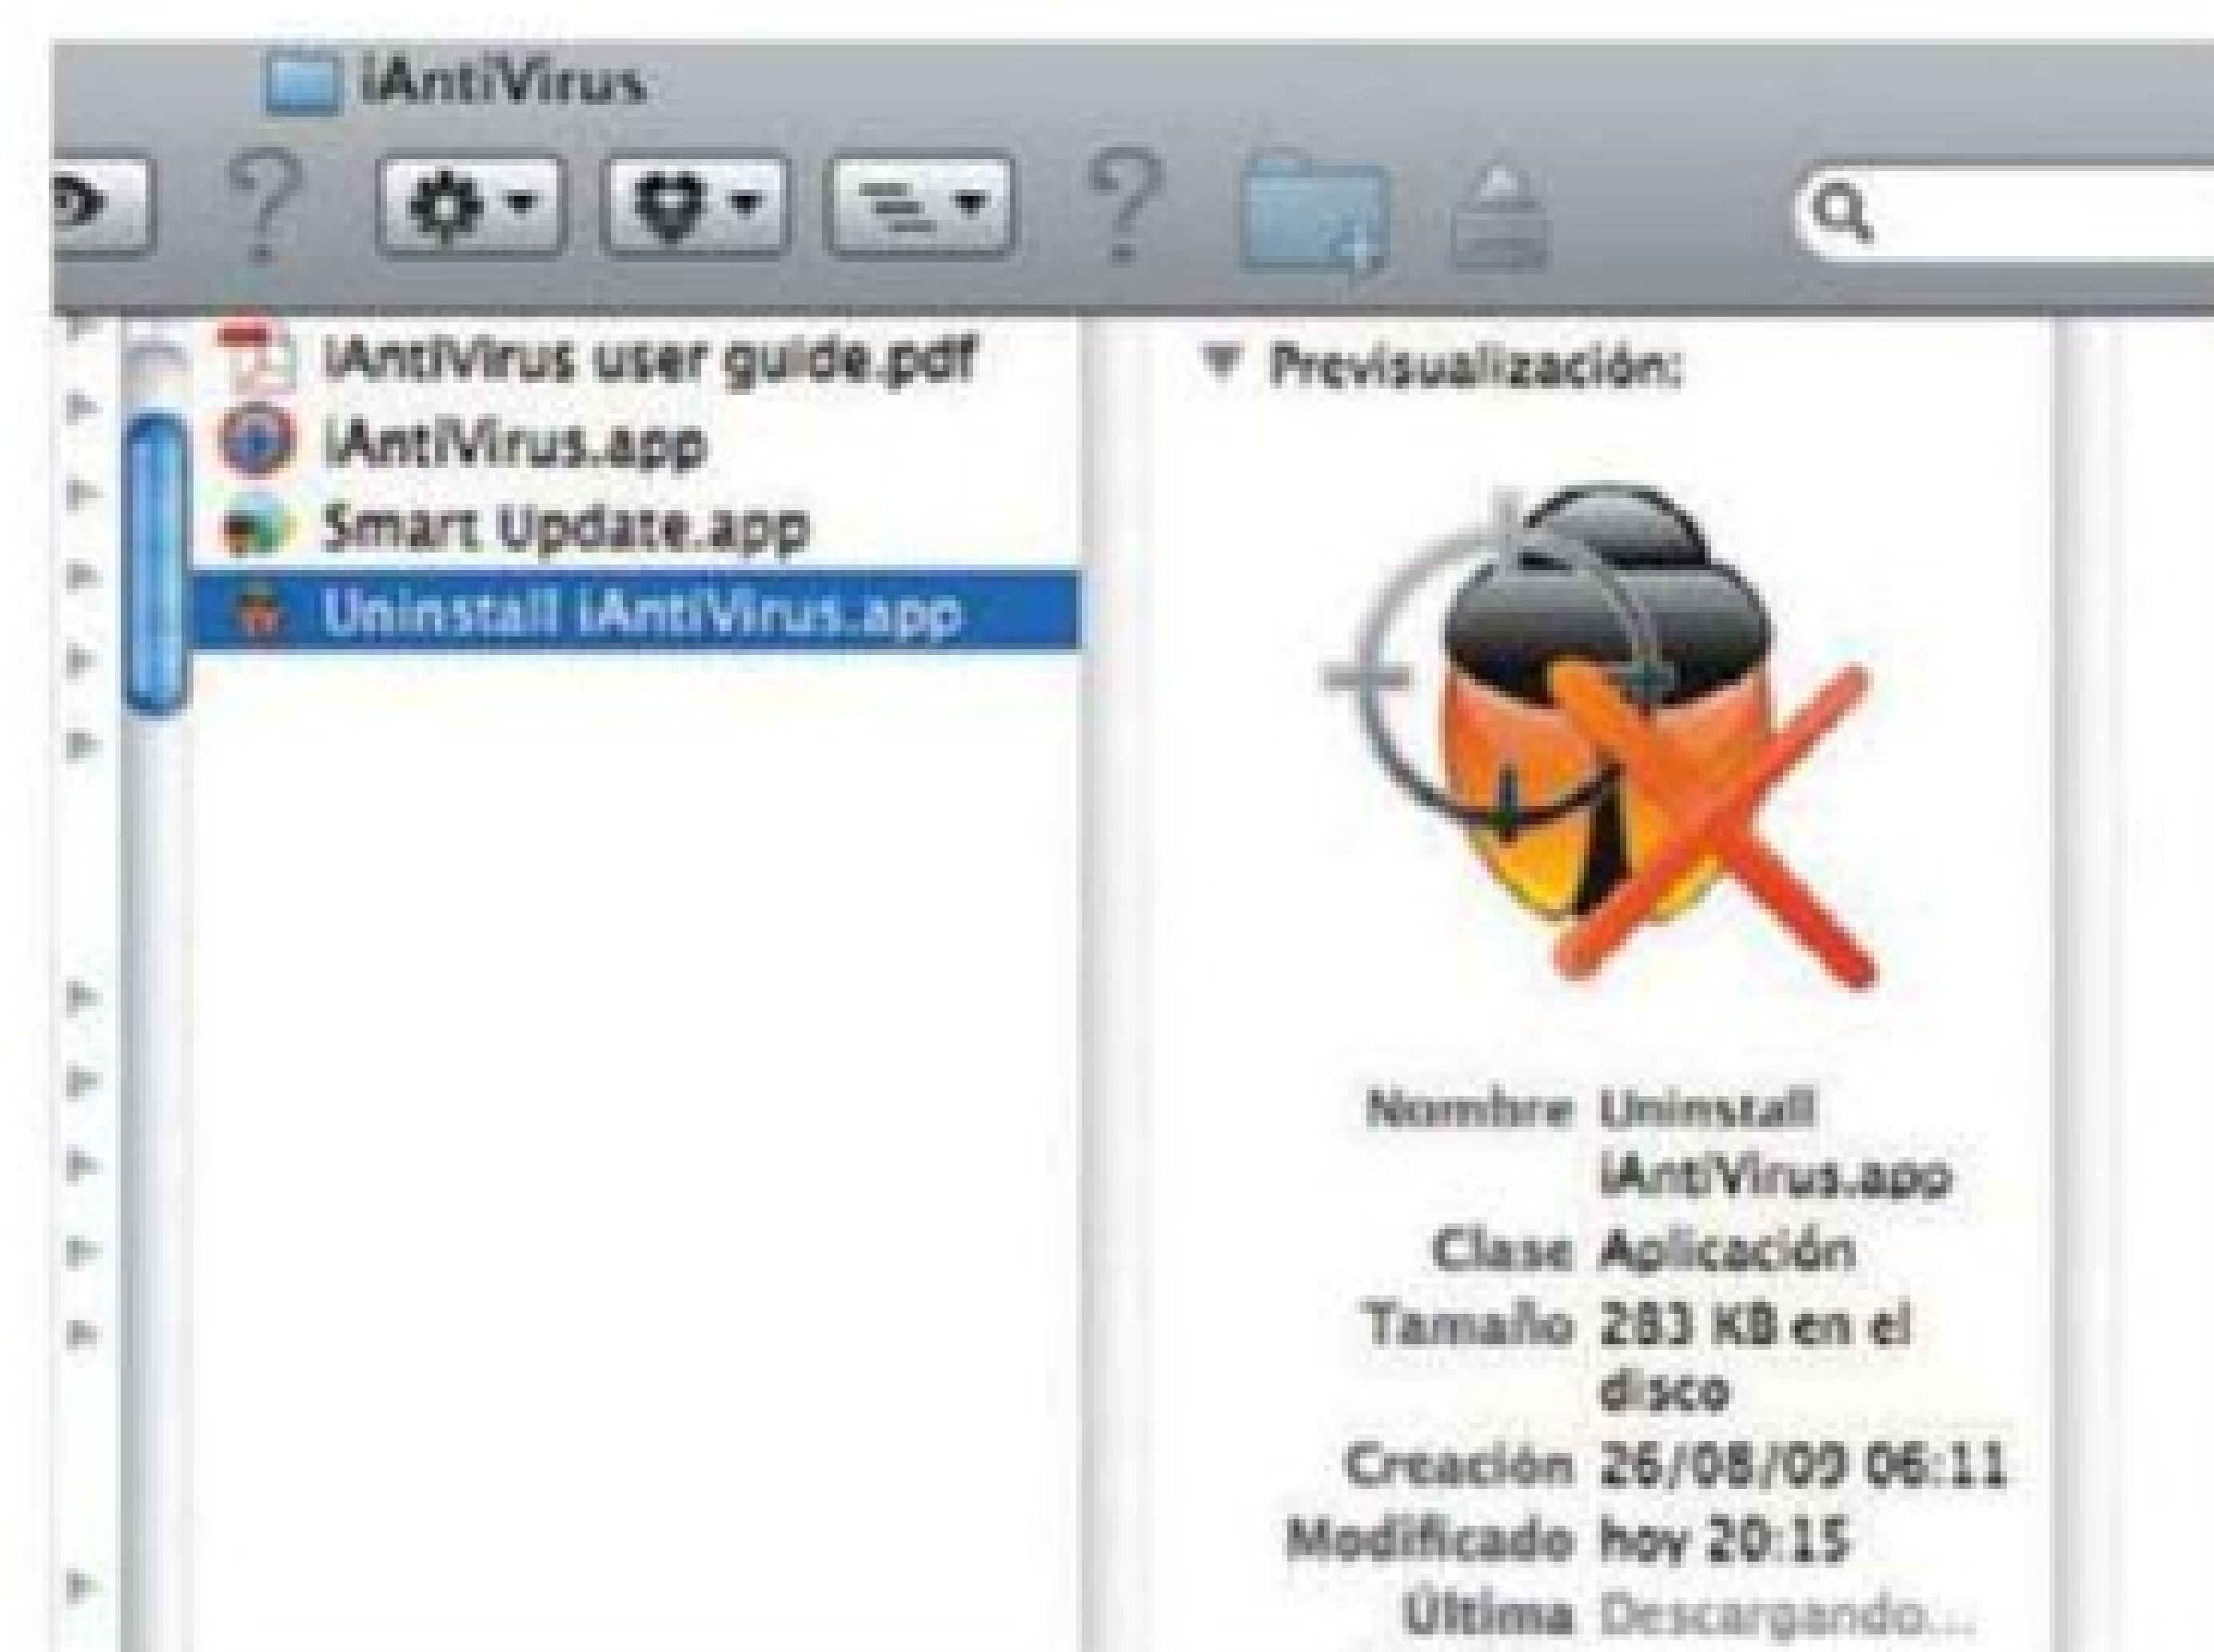 iAntiVirus
iAntiVirus user guide.pdf
iAntiVirus.app
Smart Update.app
Uninstall iAntiVirus.app
Previsualización:
Nombre Uninstall
iAntiVirus.app
Clase Aplicación
Tamaño 283 KB en el
disco
Creación 26/08/09 06:11
Modificado hoy 20:15
Última Descargando...